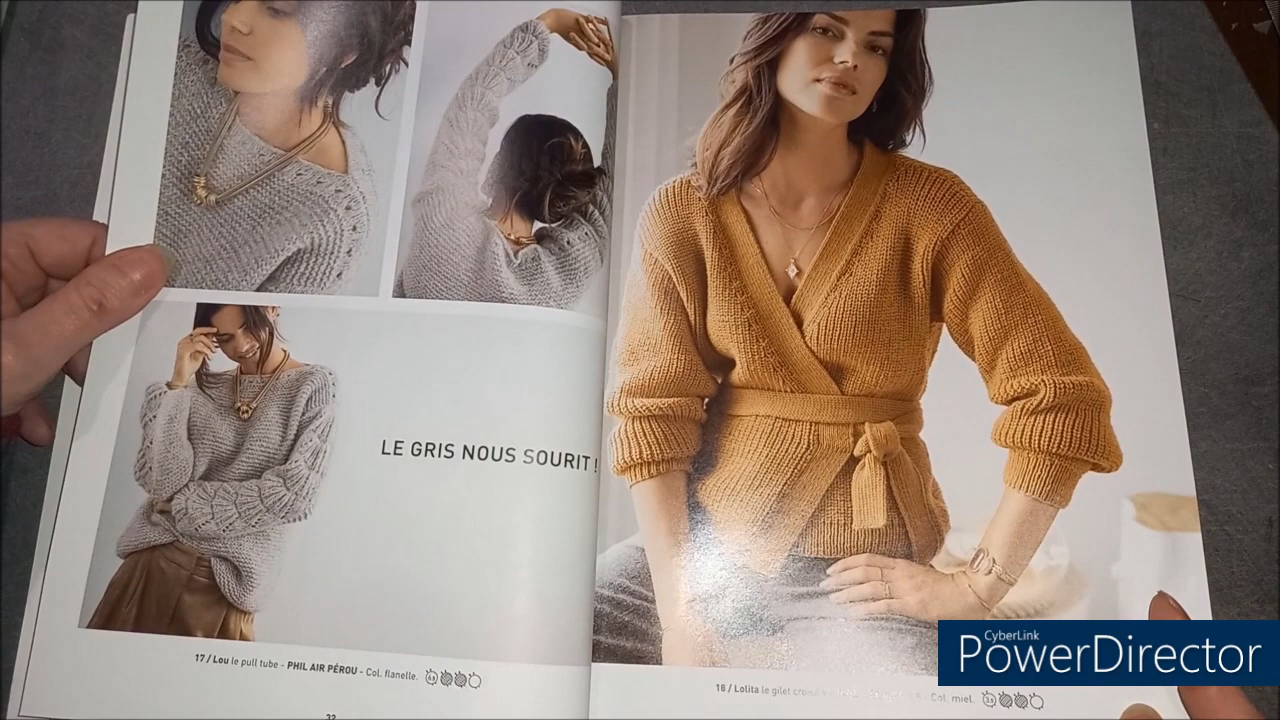 LE GRIS NOUS SOURIT !
17 / Lou le pull tube - PHIL AIR PÉROU - Col. flanelle.
32
18 / Lolita le gilet croisé - Col. miel.
CyberLink
PowerDirector